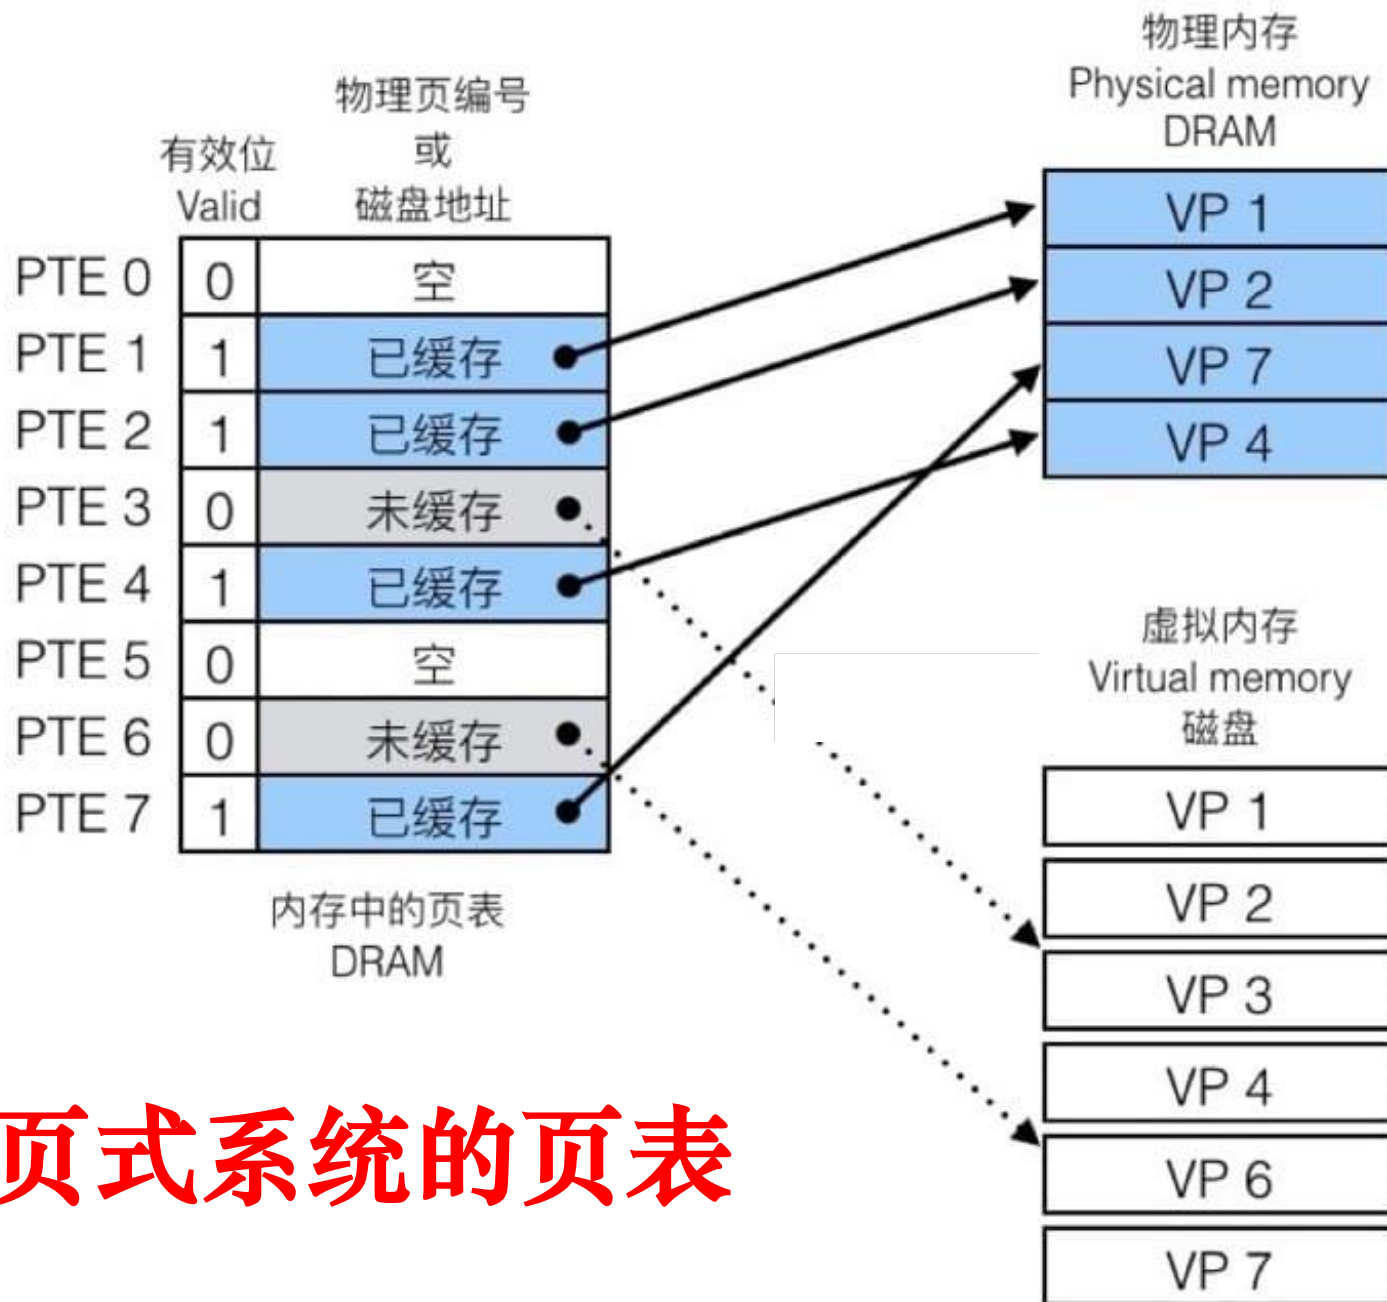 物理页编号
或
磁盘地址
有效位
Valid
PTE 0 0 空
PTE 1 1 已缓存
PTE 2 1 已缓存
PTE 3 0 未缓存
PTE 4 1 已缓存
PTE 5 0 空
PTE 6 0 未缓存
PTE 7 1 已缓存
内存中的页表
DRAM
物理内存
Physical memory
DRAM
VP 1
VP 2
VP 7
VP 4
虚拟内存
Virtual memory
磁盘
VP 1
VP 2
VP 3
VP 4
VP 6
VP 7
页式系统的页表